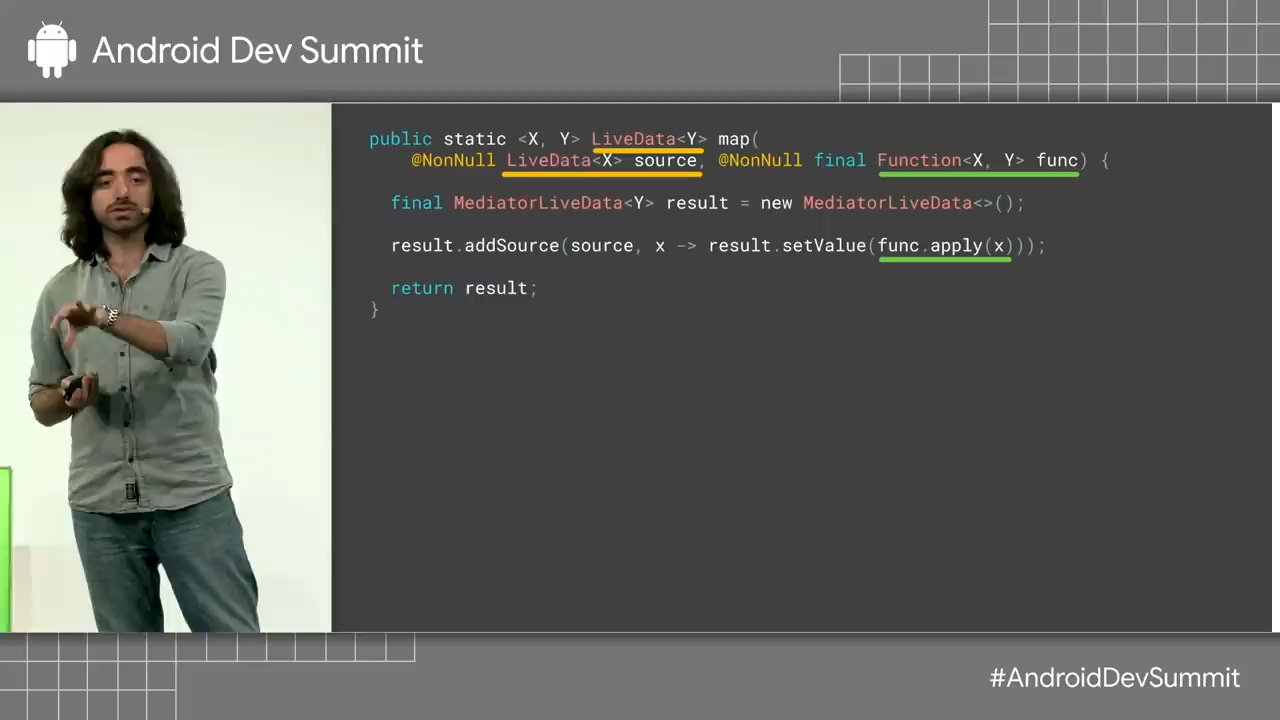 Android Dev Summit
public static <X, Y> LiveData<Y> map(
@NonNull LiveData<X> source, @NonNull final Function<X, Y> func) {
final MediatorLiveData<Y> result = new MediatorLiveData<>();
result.addSource(source, x -> result.setValue(func.apply(x)));
return result;
}
#AndroidDevSummit